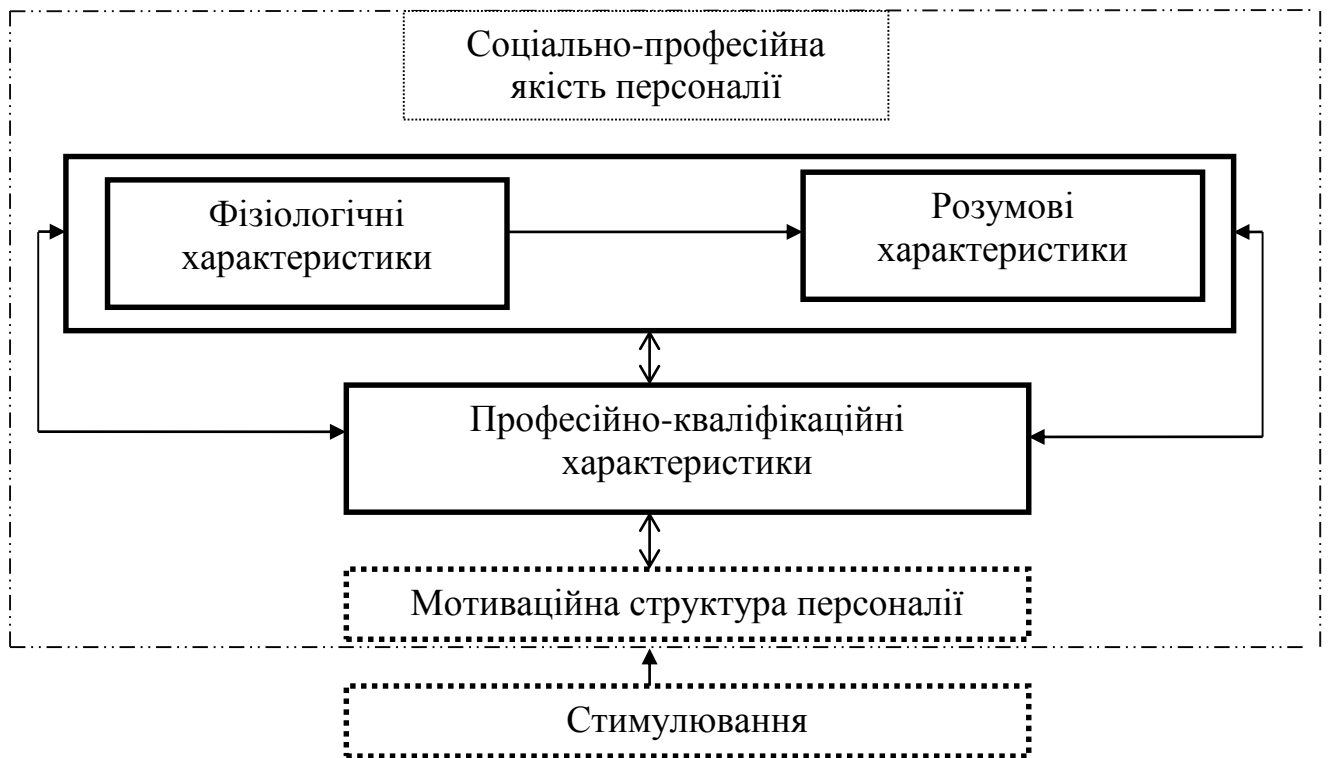 Соціально-професійна
якість персоналії
Фізіологічні
характеристики
Розумові
характеристики
Професійно-кваліфікаційні
характеристики
Мотиваційна структура персоналії
Стимулювання